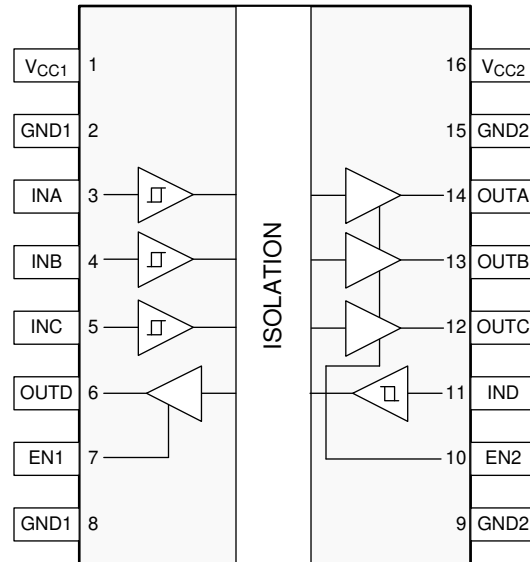 VCC1 1 16 VCC2
GND1 2 15 GND2
INA 3 14 OUTA
INB 4 13 OUTB
INC 5 12 OUTC
OUTD 6 11 IND
EN1 7 10 EN2
GND1 8 9 GND2
ISOLATION